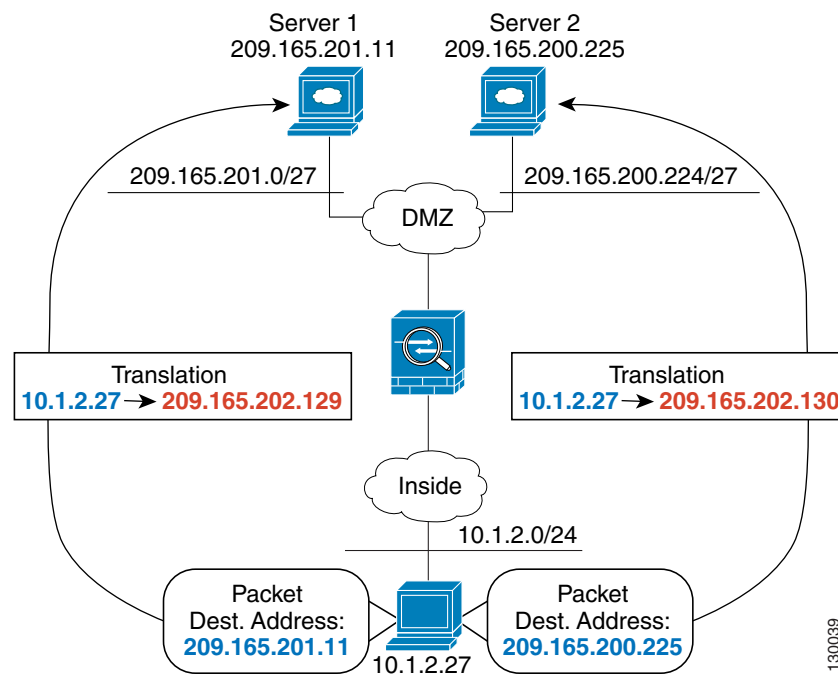 Server 1
209.165.201.11
Server 2
209.165.200.225
209.165.201.0/27
209.165.200.224/27
DMZ
Translation
10.1.2.27 → 209.165.202.129
Translation
10.1.2.27 → 209.165.202.130
Inside
10.1.2.0/24
Packet
Dest. Address:
209.165.201.11
Packet
Dest. Address:
209.165.200.225
10.1.2.27
130039